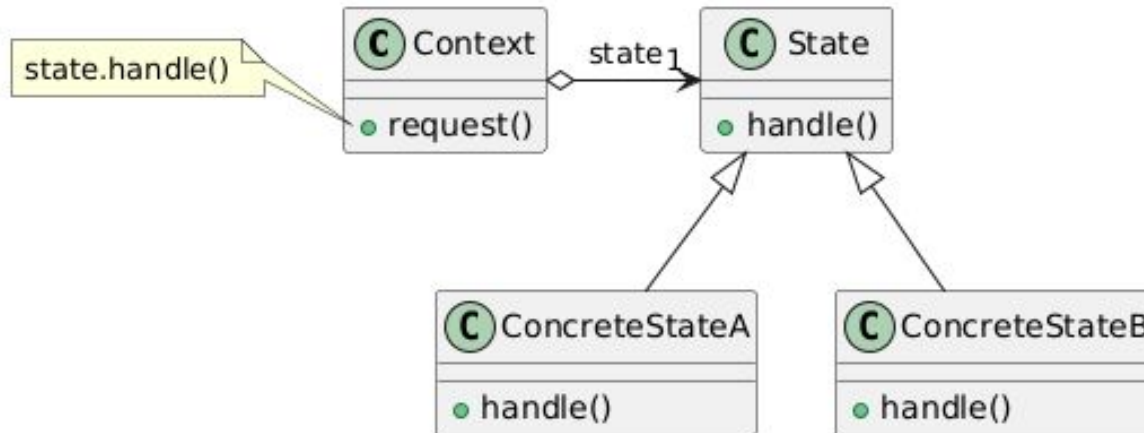 C Context
state 1
C State
state.handle()
request()
handle()
C ConcreteStateA
C ConcreteStateB
handle()
handle()